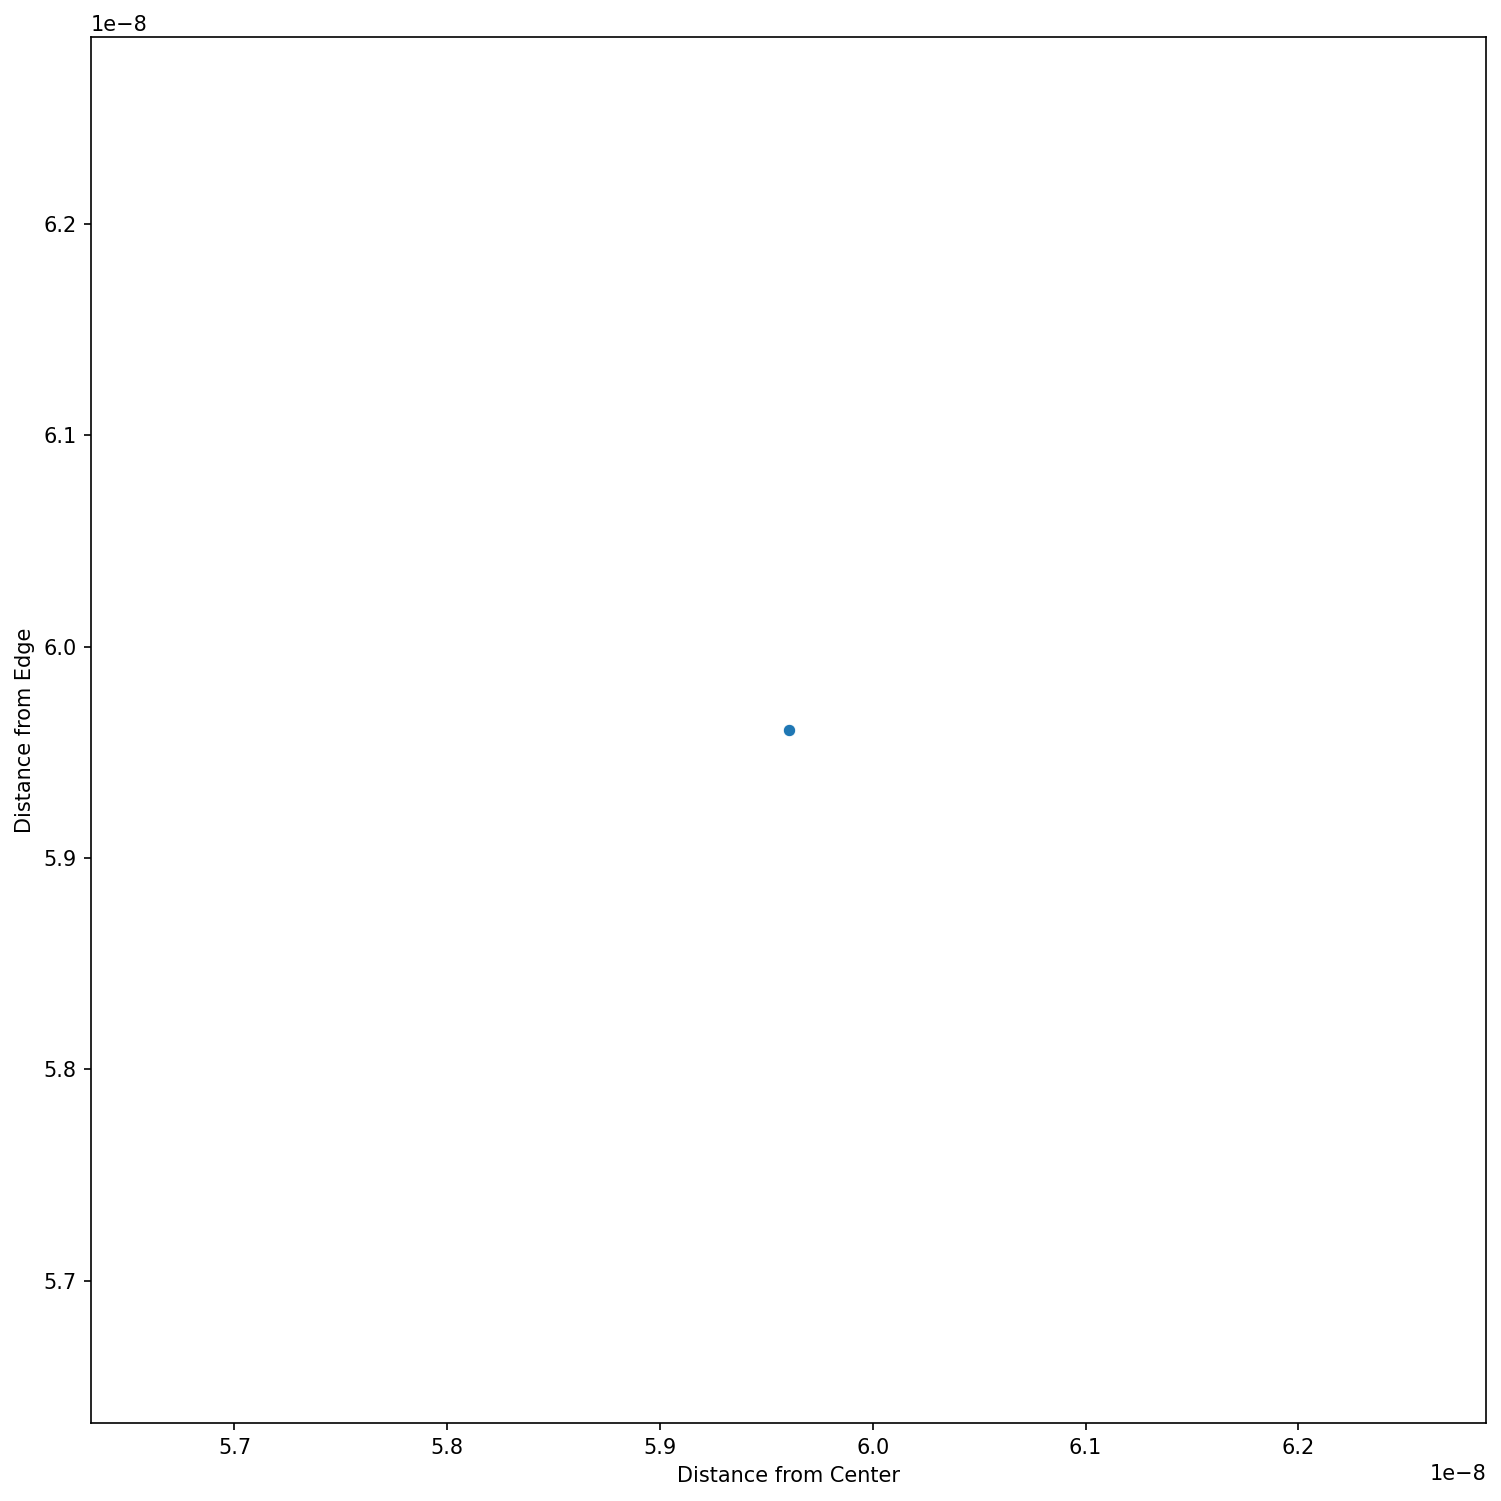 1e−8
6.2
6.1
6.0
5.9
5.8
5.7
Distance from Edge
5.7 5.8 5.9 6.0 6.1 6.2
1e−8
Distance from Center